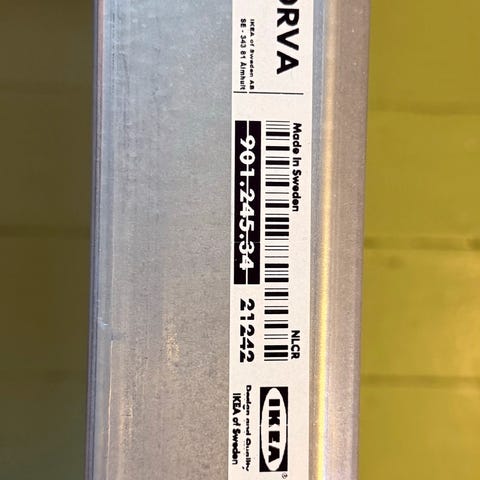 ORVA
IKEA of Sweden AB
SE - 343 81 Älmhult
Made in Sweden
NLCR
901.245.34
21242
IKEA
Design and Quality
IKEA of Sweden